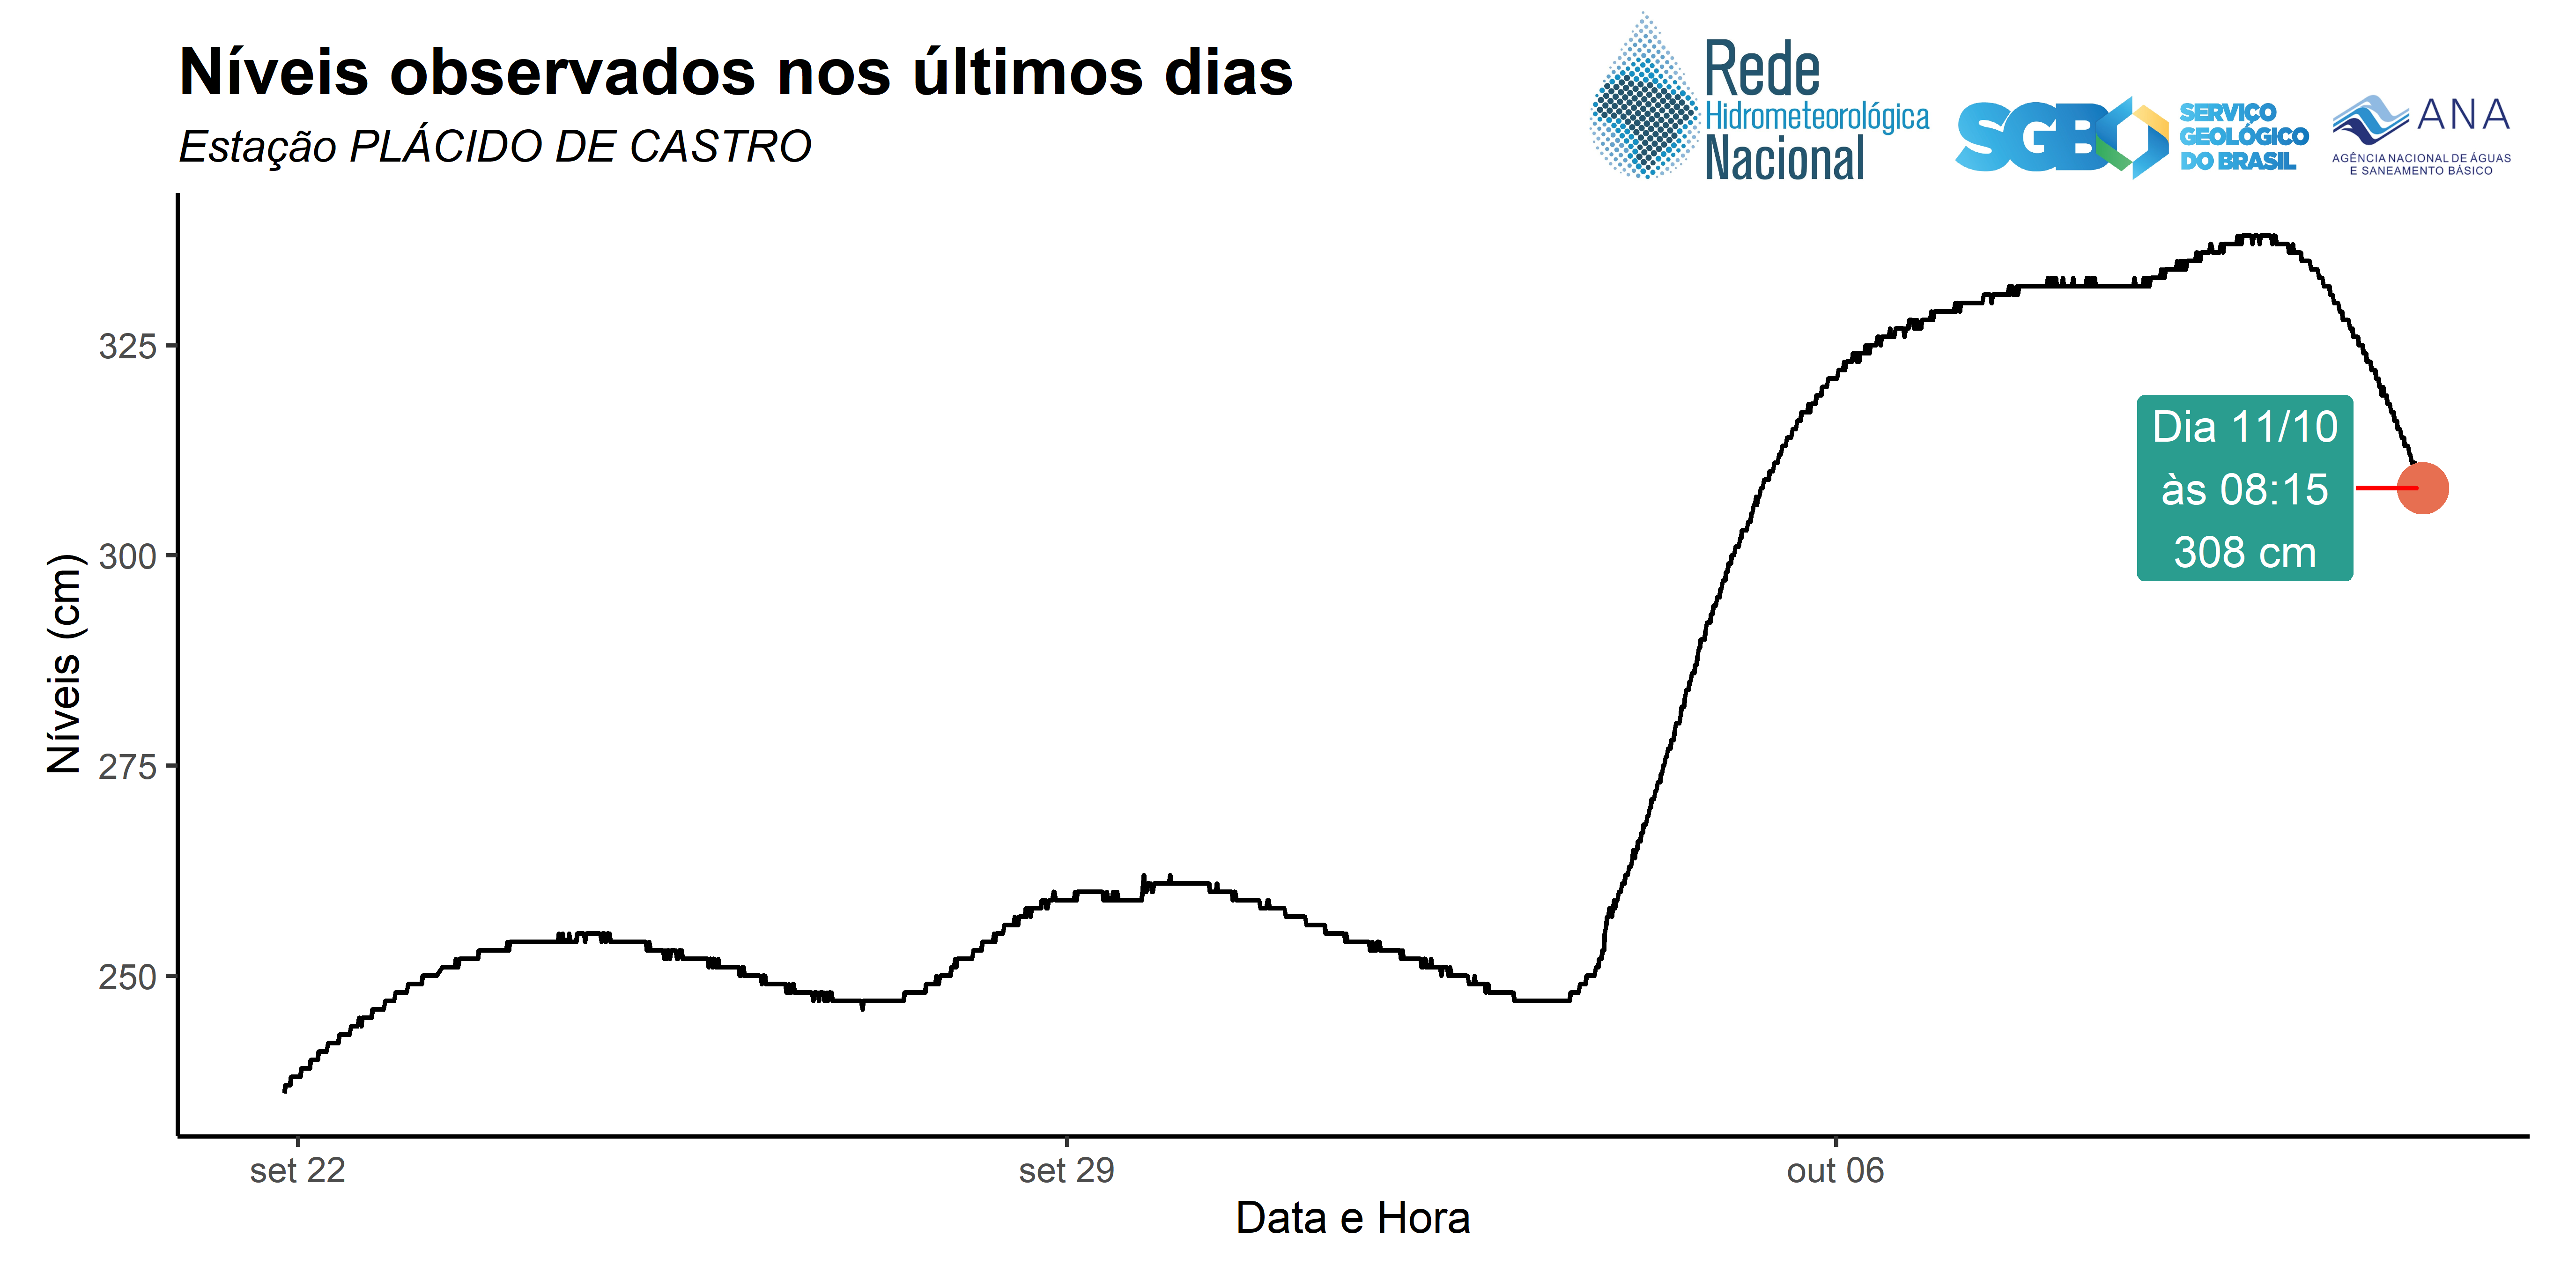 Níveis observados nos últimos dias
Estação PLÁCIDO DE CASTRO
Rede
Hidrometeorológica
Nacional
SGB
SERVIÇO
GEOLÓGICO
DO BRASIL
ANA
AGÊNCIA NACIONAL DE ÁGUAS
E SANEAMENTO BÁSICO
Níveis (cm)
325
300
275
250
Dia 11/10
às 08:15
308 cm
set 22
set 29
out 06
Data e Hora